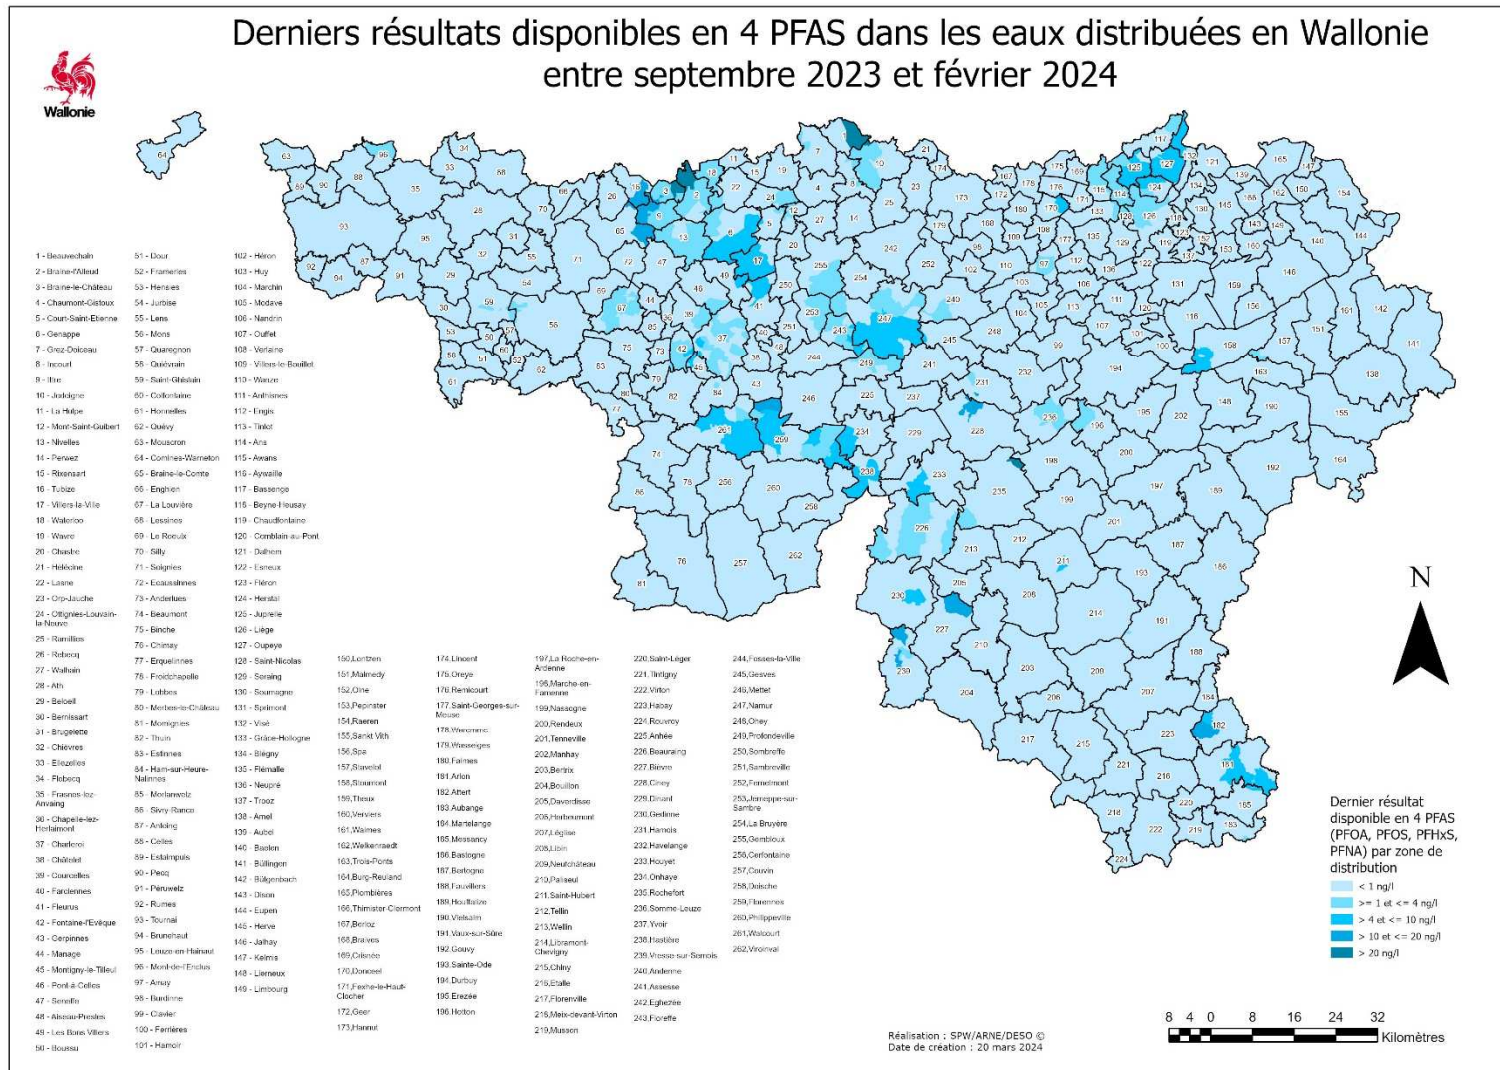 Derniers résultats disponibles en 4 PFAS dans les eaux distribuées en Wallonie
entre septembre 2023 et février 2024
Wallonie
1 - Beauvechain
2 - Braine-l'Alleud
3 - Braine-le-Château
4 - Chaumont-Gistoux
5 - Court-Saint-Etienne
6 - Genappe
7 - Grez-Doiceau
8 - Incourt
9 - Ittre
10 - Jodoigne
11 - La Hulpe
12 - Mont-Saint-Guibert
13 - Nivelles
14 - Perwez
15 - Rixensart
16 - Tubize
17 - Villers-la-Ville
18 - Waterloo
19 - Wavre
20 - Chastre
21 - Hélécine
22 - Lasne
23 - Orp-Jauche
24 - Ottignies-Louvain-
la-Neuve
25 - Ramillies
26 - Rebecq
27 - Walhain
28 - Ath
29 - Beloeil
30 - Bernissart
31 - Brugelette
32 - Chièvres
33 - Ellezelles
34 - Flobecq
35 - Frasnes-lez-
Anvaing
36 - Chapelle-lez-
Herlaimont
37 - Charleroi
38 - Châtelet
39 - Courcelles
40 - Farciennes
41 - Fleurus
42 - Fontaine-l'Evêque
43 - Gerpinnes
44 - Manage
45 - Montigny-le-Tilleul
46 - Pont-à-Celles
47 - Seneffe
48 - Aiseau-Presles
49 - Les Bons Villers
50 - Boussu
51 - Dour
52 - Frameries
53 - Hensies
54 - Jurbise
55 - Lens
56 - Mons
57 - Quaregnon
58 - Quiévrain
59 - Saint-Ghislain
60 - Colfontaine
61 - Honnelles
62 - Quévy
63 - Mouscron
64 - Comines-Warneton
65 - Braine-le-Comte
66 - Enghien
67 - La Louvière
68 - Lessines
69 - Le Roeulx
70 - Silly
71 - Soignies
72 - Ecaussinnes
73 - Anderlues
74 - Beaumont
75 - Binche
76 - Chimay
77 - Erquelinnes
78 - Froidchapelle
79 - Lobbes
80 - Merbes-le-Château
81 - Momignies
82 - Thuin
83 - Estinnes
84 - Ham-sur-Heure-
Nalinnes
85 - Morlanwelz
86 - Sivry-Rance
87 - Antoing
88 - Celles
89 - Estaimpuis
90 - Pecq
91 - Péruwelz
92 - Rumes
93 - Tournai
94 - Brunehaut
95 - Leuze-en-Hainaut
96 - Mont-de-l'Enclus
97 - Amay
98 - Burdinne
99 - Clavier
100 - Ferrières
101 - Hamoir
102 - Héron
103 - Huy
104 - Marchin
105 - Modave
106 - Nandrin
107 - Ouffet
108 - Verlaine
109 - Villers-le-Bouillet
110 - Wanze
111 - Anthisnes
112 - Engis
113 - Tinlot
114 - Ans
115 - Awans
116 - Aywaille
117 - Bassenge
118 - Beyne-Heusay
119 - Chaudfontaine
120 - Comblain-au-Pont
121 - Dalhem
122 - Esneux
123 - Fléron
124 - Herstal
125 - Juprelle
126 - Liège
127 - Oupeye
128 - Saint-Nicolas
129 - Seraing
130 - Soumagne
131 - Sprimont
132 - Visé
133 - Grâce-Hollogne
134 - Blégny
135 - Flémalle
136 - Neupré
137 - Trooz
138 - Amel
139 - Aubel
140 - Baelen
141 - Büllingen
142 - Bütgenbach
143 - Dison
144 - Eupen
145 - Herve
146 - Jalhay
147 - Kelmis
148 - Lierneux
149 - Limbourg
150,Lontzen
151,Malmedy
152,Olne
153,Pepinster
154,Raeren
155,Sankt Vith
156,Spa
157,Stavelot
158,Stoumont
159,Theux
160,Verviers
161,Waimes
162,Welkenraedt
163,Trois-Ponts
164,Burg-Reuland
165,Plombières
166,Thimister-Clermont
167,Berloz
168,Braives
169,Crisnée
170,Donceel
171,Fexhe-le-Haut-
Clocher
172,Geer
173,Hannut
174,Lincent
175,Oreye
176,Remicourt
177,Saint-Georges-sur-
Meuse
178,Waremme
179,Wasseiges
180,Faimes
181,Arlon
182,Attert
183,Aubange
184,Martelange
185,Messancy
186,Bastogne
187,Bertogne
188,Fauvillers
189,Houffalize
190,Vielsalm
191,Vaux-sur-Sûre
192,Gouvy
193,Sainte-Ode
194,Durbuy
195,Erezée
196,Hotton
197,La Roche-en-
Ardenne
198,Marche-en-
Famenne
199,Nassogne
200,Rendeux
201,Tenneville
202,Manhay
203,Bertrix
204,Bouillon
205,Daverdisse
206,Herbeumont
207,Léglise
208,Libin
209,Neufchâteau
210,Paliseul
211,Saint-Hubert
212,Tellin
213,Wellin
214,Libramont-
Chevigny
215,Chiny
216,Etalle
217,Florenville
218,Meix-devant-Virton
219,Musson
220,Saint-Léger
221,Tintigny
222,Virton
223,Habay
224,Rouvroy
225,Anhée
226,Beauraing
227,Bièvre
228,Ciney
229,Dinant
230,Gedinne
231,Hamois
232,Havelange
233,Houyet
234,Onhaye
235,Rochefort
236,Somme-Leuze
237,Yvoir
238,Hastière
239,Vresse-sur-Semois
240,Andenne
241,Assesse
242,Eghezée
243,Floreffe
244,Fosses-la-Ville
245,Gesves
246,Mettet
247,Namur
248,Ohey
249,Profondeville
250,Sombreffe
251,Sambreville
252,Fernelmont
253,Jemeppe-sur-
Sambre
254,La Bruyère
255,Gembloux
256,Cerfontaine
257,Couvin
258,Doische
259,Florennes
260,Philippeville
261,Walcourt
262,Viroinval
N
Dernier résultat
disponible en 4 PFAS
(PFOA, PFOS, PFHxS,
PFNA) par zone de
distribution
< 1 ng/l
>= 1 et <= 4 ng/l
> 4 et <= 10 ng/l
> 10 et <= 20 ng/l
> 20 ng/l
8 4 0 8 16 24 32
Kilomètres
Réalisation : SPW/ARNE/DESO ©
Date de création : 20 mars 2024